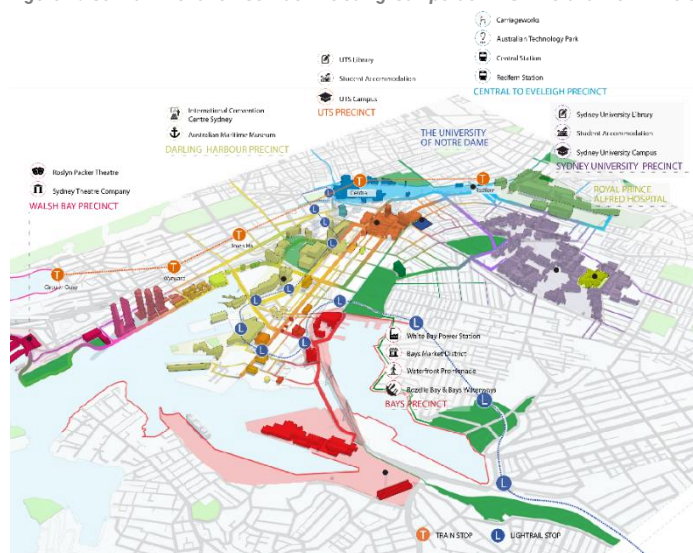 Carriageworks
Australian Technology Park
Central Station
Redfern Station
CENTRAL TO EVELEIGH PRECINCT
UTS Library
Student Accommodation
UTS Campus
UTS PRECINCT
International Convention
Centre Sydney
Australian Maritime Museum
DARLING HARBOUR PRECINCT
Sydney University Library
Student Accommodation
Sydney University Campus
SYDNEY UNIVERSITY PRECINCT
THE UNIVERSITY
OF NOTRE DAME
Roslyn Packer Theatre
Sydney Theatre Company
WALSH BAY PRECINCT
ROYAL PRINCE
ALFRED HOSPITAL
T
Central
T
Redfern
L
L
L
L
T
Town Hall
T
Wynyard
T
Circular Quay
L
L
L
L
L
L
L
L
L
White Bay Power Station
Bays Market District
Waterfront Promenade
Rozelle Bay & Bays Waterways
BAYS PRECINCT
T TRAIN STOP
L LIGHTRAIL STOP